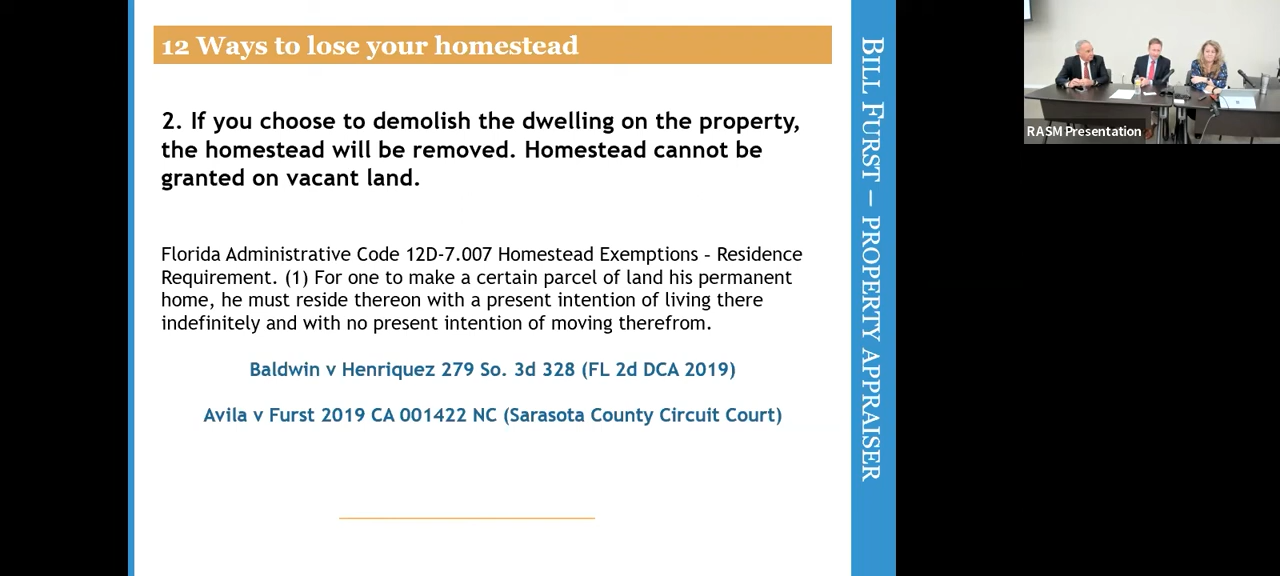 12 Ways to lose your homestead
2. If you choose to demolish the dwelling on the property,
the homestead will be removed. Homestead cannot be
granted on vacant land.
Florida Administrative Code 12D-7.007 Homestead Exemptions – Residence
Requirement. (1) For one to make a certain parcel of land his permanent
home, he must reside thereon with a present intention of living there
indefinitely and with no present intention of moving therefrom.
Baldwin v Henriquez 279 So. 3d 328 (FL 2d DCA 2019)
Avila v Furst 2019 CA 001422 NC (Sarasota County Circuit Court)
BILL FURST – PROPERTY APPRAISER
RASM Presentation